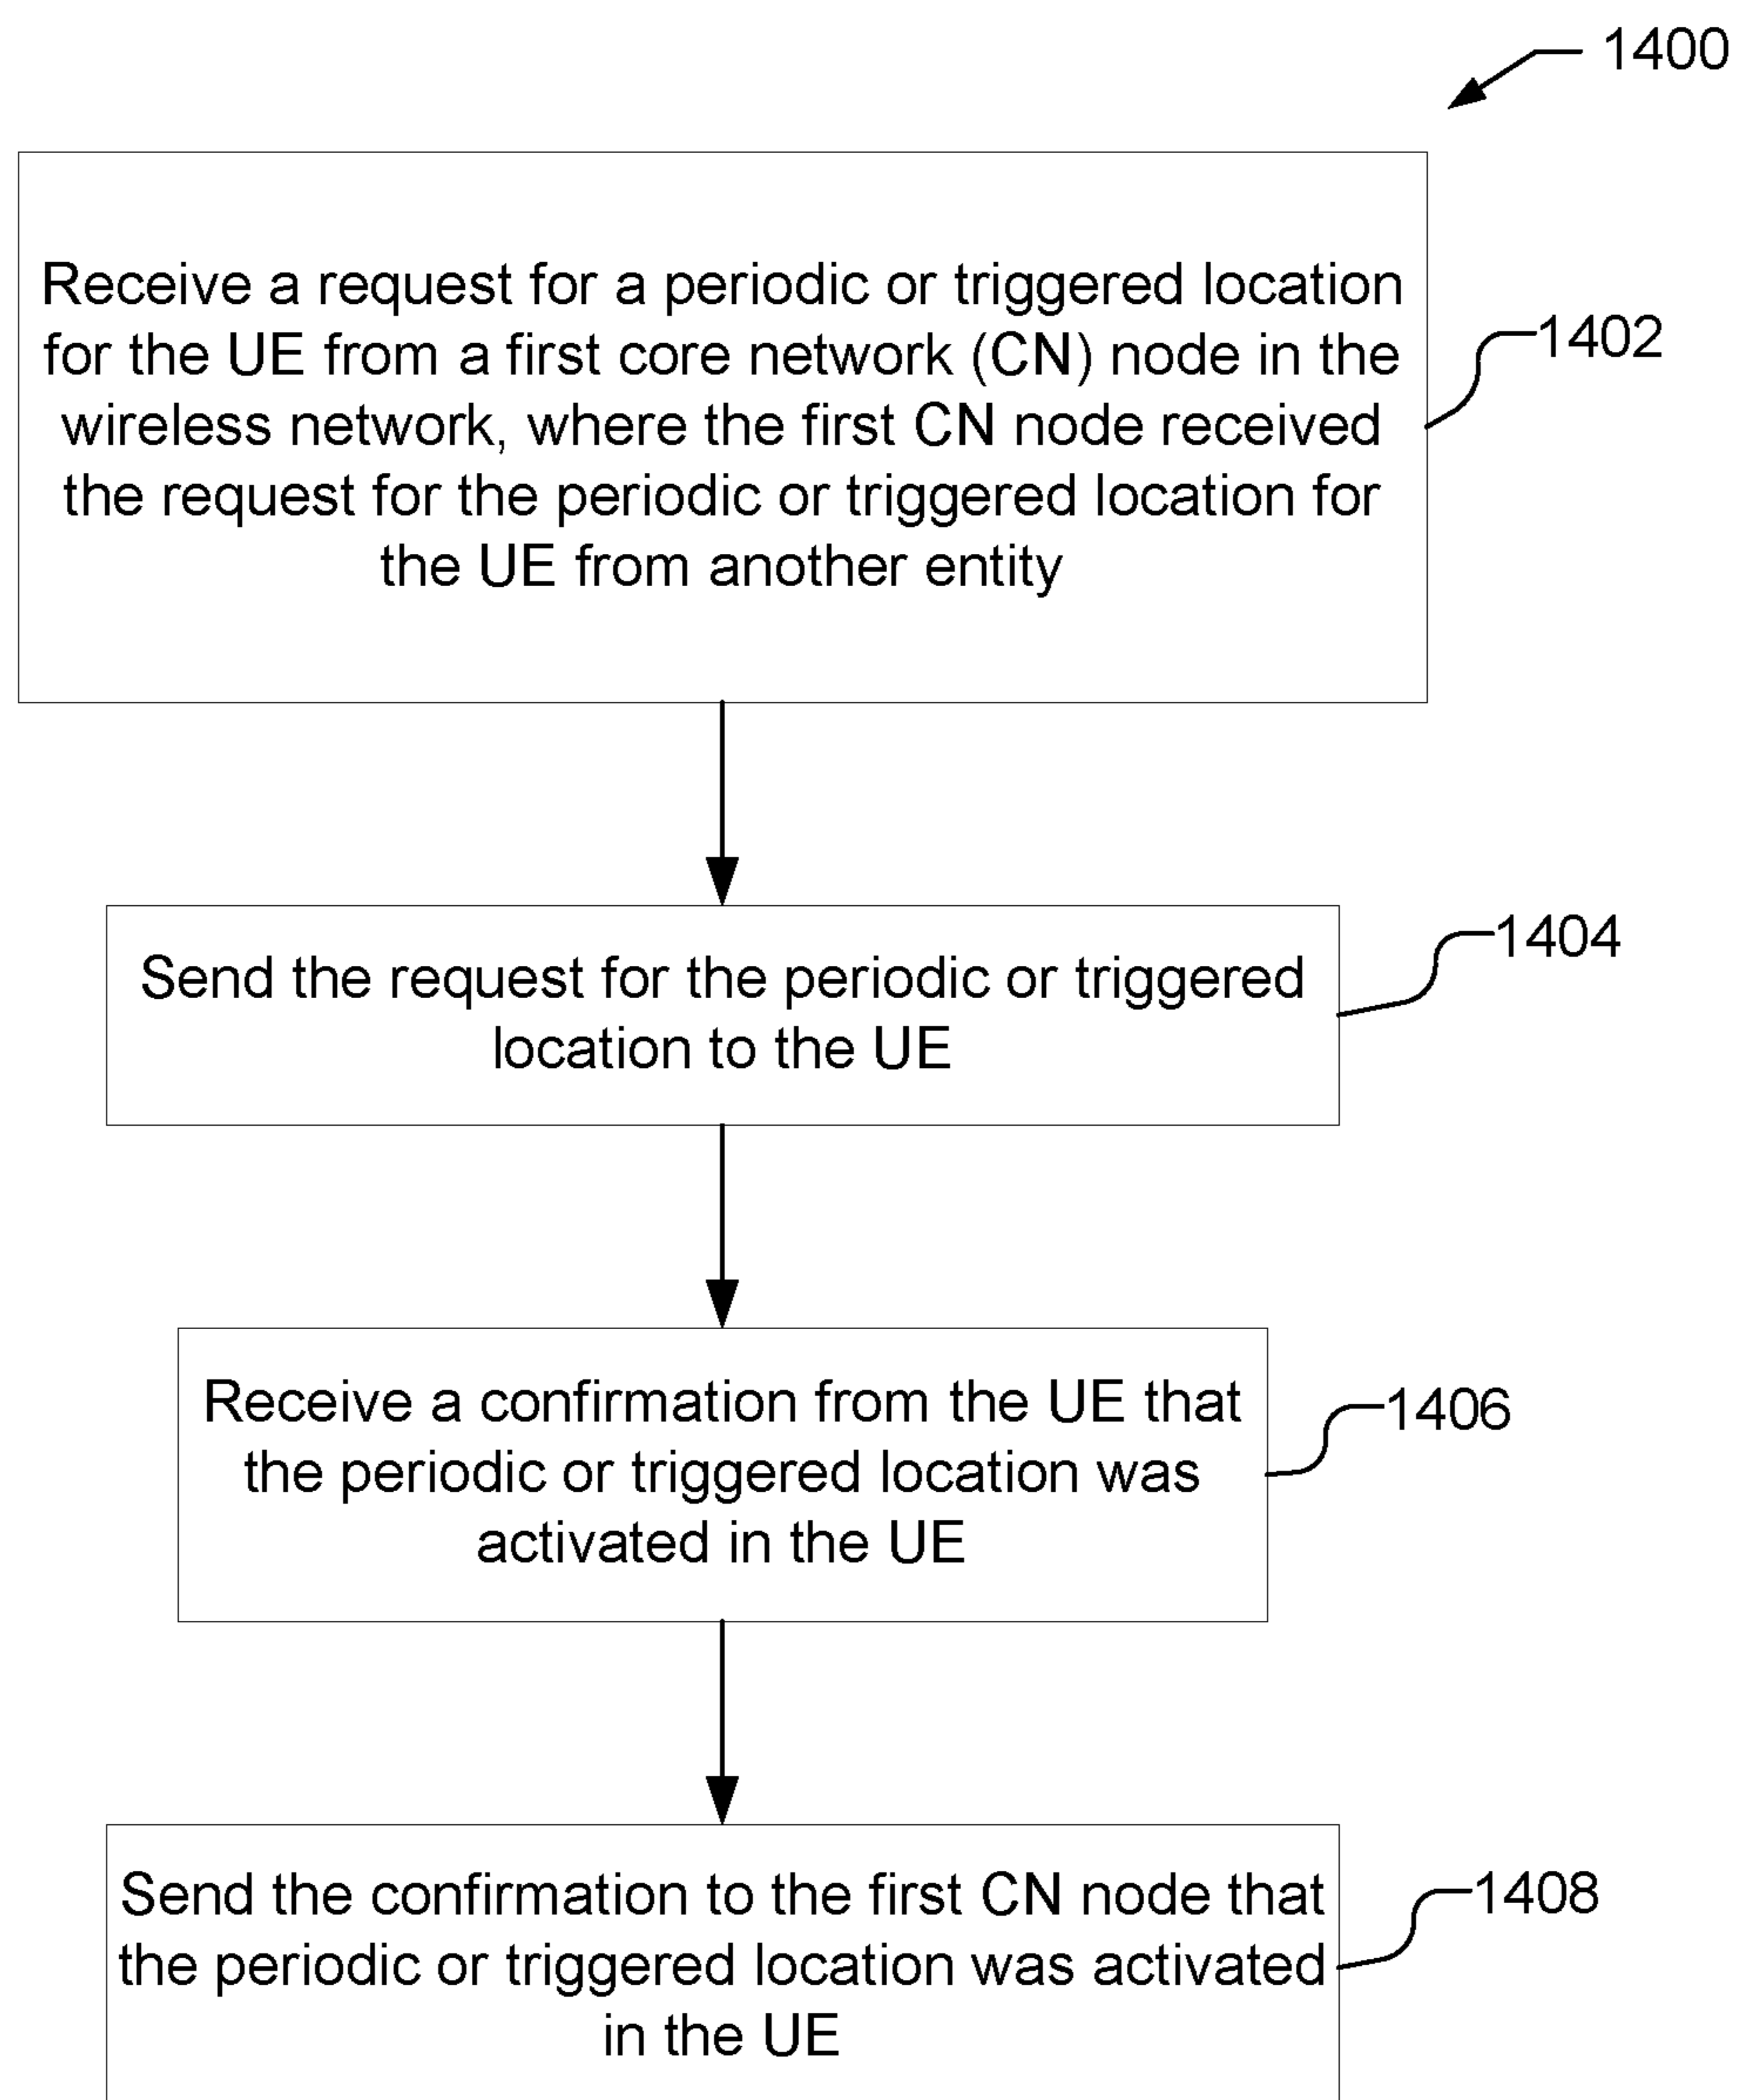 1400
Receive a request for a periodic or triggered location
for the UE from a first core network (CN) node in the
wireless network, where the first CN node received
the request for the periodic or triggered location for
the UE from another entity
1402
Send the request for the periodic or triggered
location to the UE
1404
Receive a confirmation from the UE that
the periodic or triggered location was
activated in the UE
1406
Send the confirmation to the first CN node that
the periodic or triggered location was activated
in the UE
1408